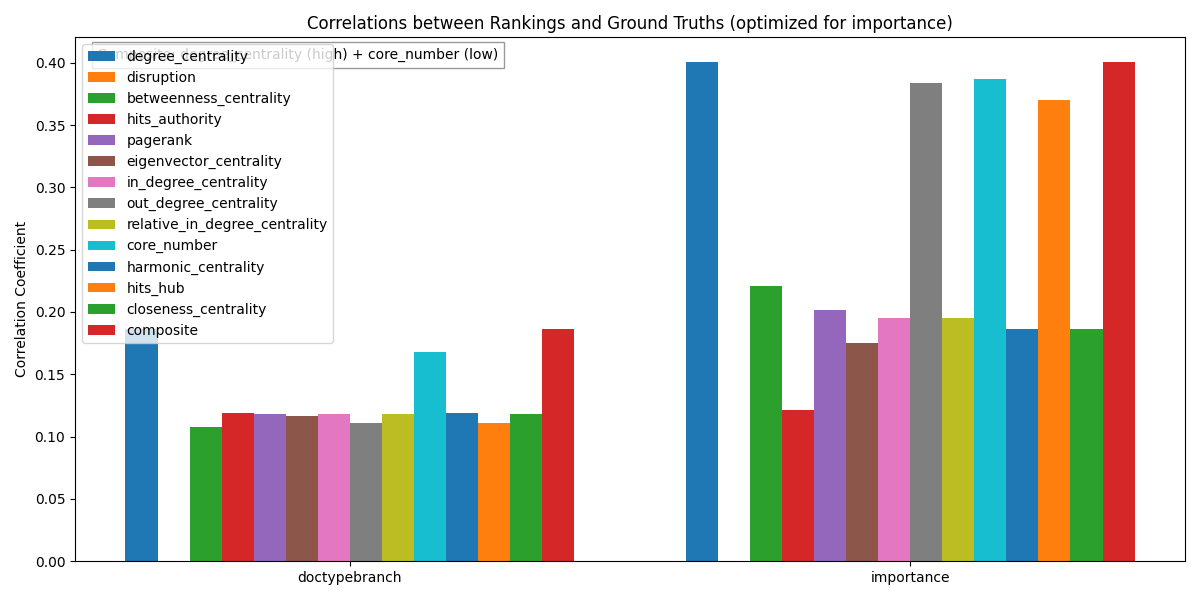 Correlations between Rankings and Ground Truths (optimized for importance)
Composite: degree_centrality (high) + core_number (low)
degree_centrality
disruption
betweenness_centrality
hits_authority
pagerank
eigenvector_centrality
in_degree_centrality
out_degree_centrality
relative_in_degree_centrality
core_number
harmonic_centrality
hits_hub
closeness_centrality
composite
Correlation Coefficient
0.40
0.35
0.30
0.25
0.20
0.15
0.10
0.05
0.00
doctypebranch
importance